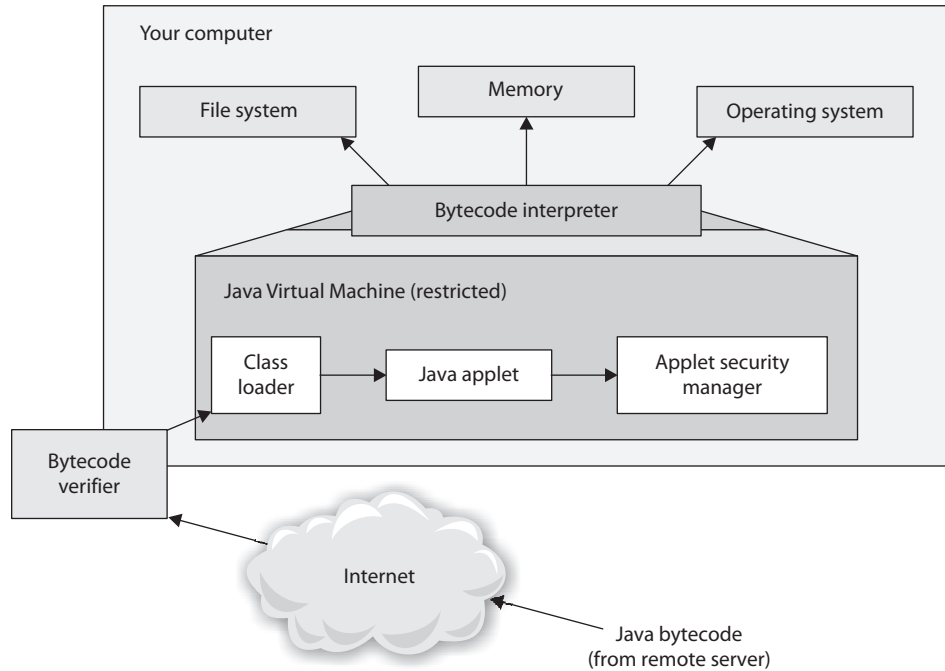 Your computer
File system
Memory
Operating system
Bytecode interpreter
Java Virtual Machine (restricted)
Class
loader
Java applet
Applet security
manager
Bytecode
verifier
Internet
Java bytecode
(from remote server)